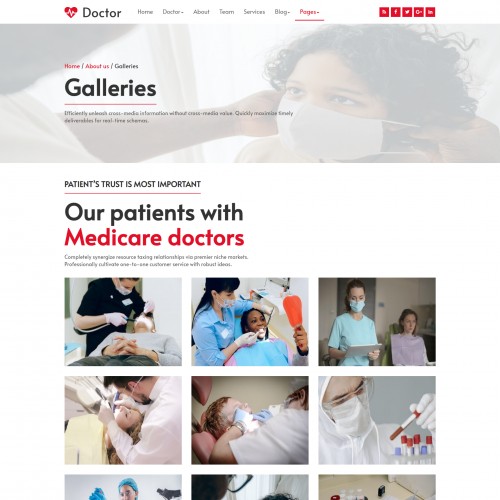 Doctor
Home Doctor About Team Services Blog Pages
Home / About us / Galleries
Galleries
Efficiently unleash cross-media information without cross-media value. Quickly maximize timely
deliverables for real-time schemas.
PATIENT'S TRUST IS MOST IMPORTANT
Our patients with
Medicare doctors
Completely synergize resource taxing relationships via premier niche markets.
Professionally cultivate one-to-one customer service with robust ideas.